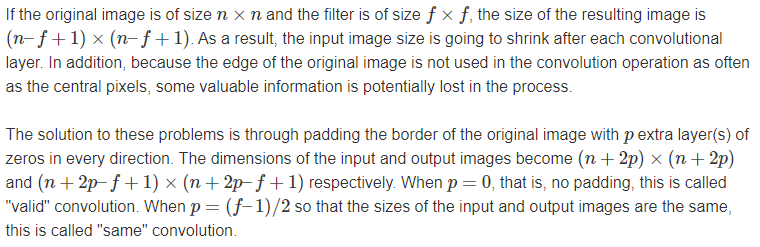 If the original image is of size n × n and the filter is of size f × f, the size of the resulting image is
(n–f + 1) × (n–f + 1). As a result, the input image size is going to shrink after each convolutional
layer. In addition, because the edge of the original image is not used in the convolution operation as often
as the central pixels, some valuable information is potentially lost in the process.
The solution to these problems is through padding the border of the original image with p extra layer(s) of
zeros in every direction. The dimensions of the input and output images become (n + 2p) × (n + 2p)
and (n + 2p–f + 1) × (n + 2p–f + 1) respectively. When p = 0, that is, no padding, this is called
"valid" convolution. When p = (f–1)/2 so that the sizes of the input and output images are the same,
this is called "same" convolution.